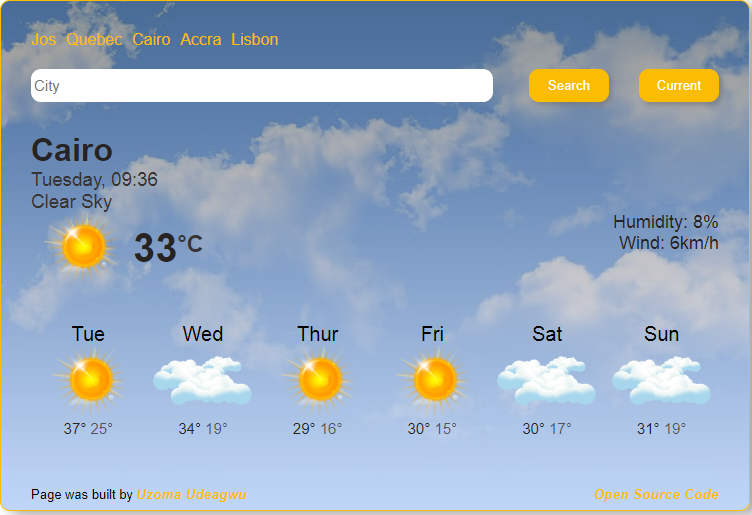 Jos Quebec Cairo Accra Lisbon
City Search Current
Cairo
Tuesday, 09:36
Clear Sky
33°C
Humidity: 8%
Wind: 6km/h
Tue Wed Thur Fri Sat Sun
37° 25° 34° 19° 29° 16° 30° 15° 30° 17° 31° 19°
Page was built by Uzoma Udeagwu Open Source Code